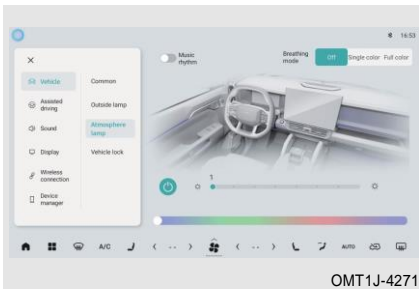 16:53
Vehicle
Common
Music rhythm
Breathing mode
Off
Single color
Full color
Assisted driving
Outside lamp
Sound
Atmosphere lamp
Display
Vehicle lock
Wireless connection
Device manager
1
A/C
AUTO
OMT1J-4271